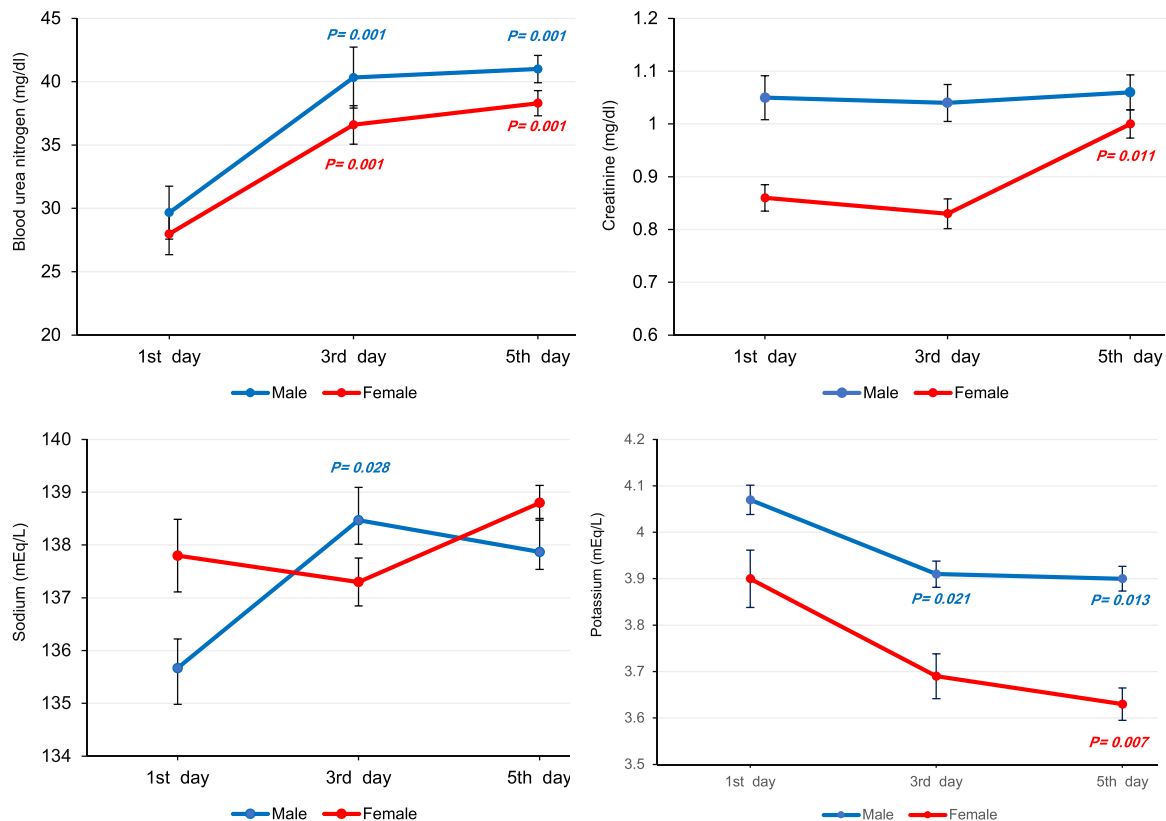 Blood urea nitrogen (mg/dl)
45
40
35
30
25
20
P= 0.001
P= 0.001
P= 0.001
P= 0.001
1st day
3rd day
5th day
Male
Female
Creatinine (mg/dl)
1.2
1.1
1
0.9
0.8
0.7
0.6
P= 0.011
1st day
3rd day
5th day
Male
Female
Sodium (mEq/L)
140
139
138
137
136
135
134
P= 0.028
1st day
3rd day
5th day
Male
Female
Potassium (mEq/L)
4.2
4.1
4
3.9
3.8
3.7
3.6
3.5
P= 0.021
P= 0.013
P= 0.007
1st day
3rd day
5th day
Male
Female